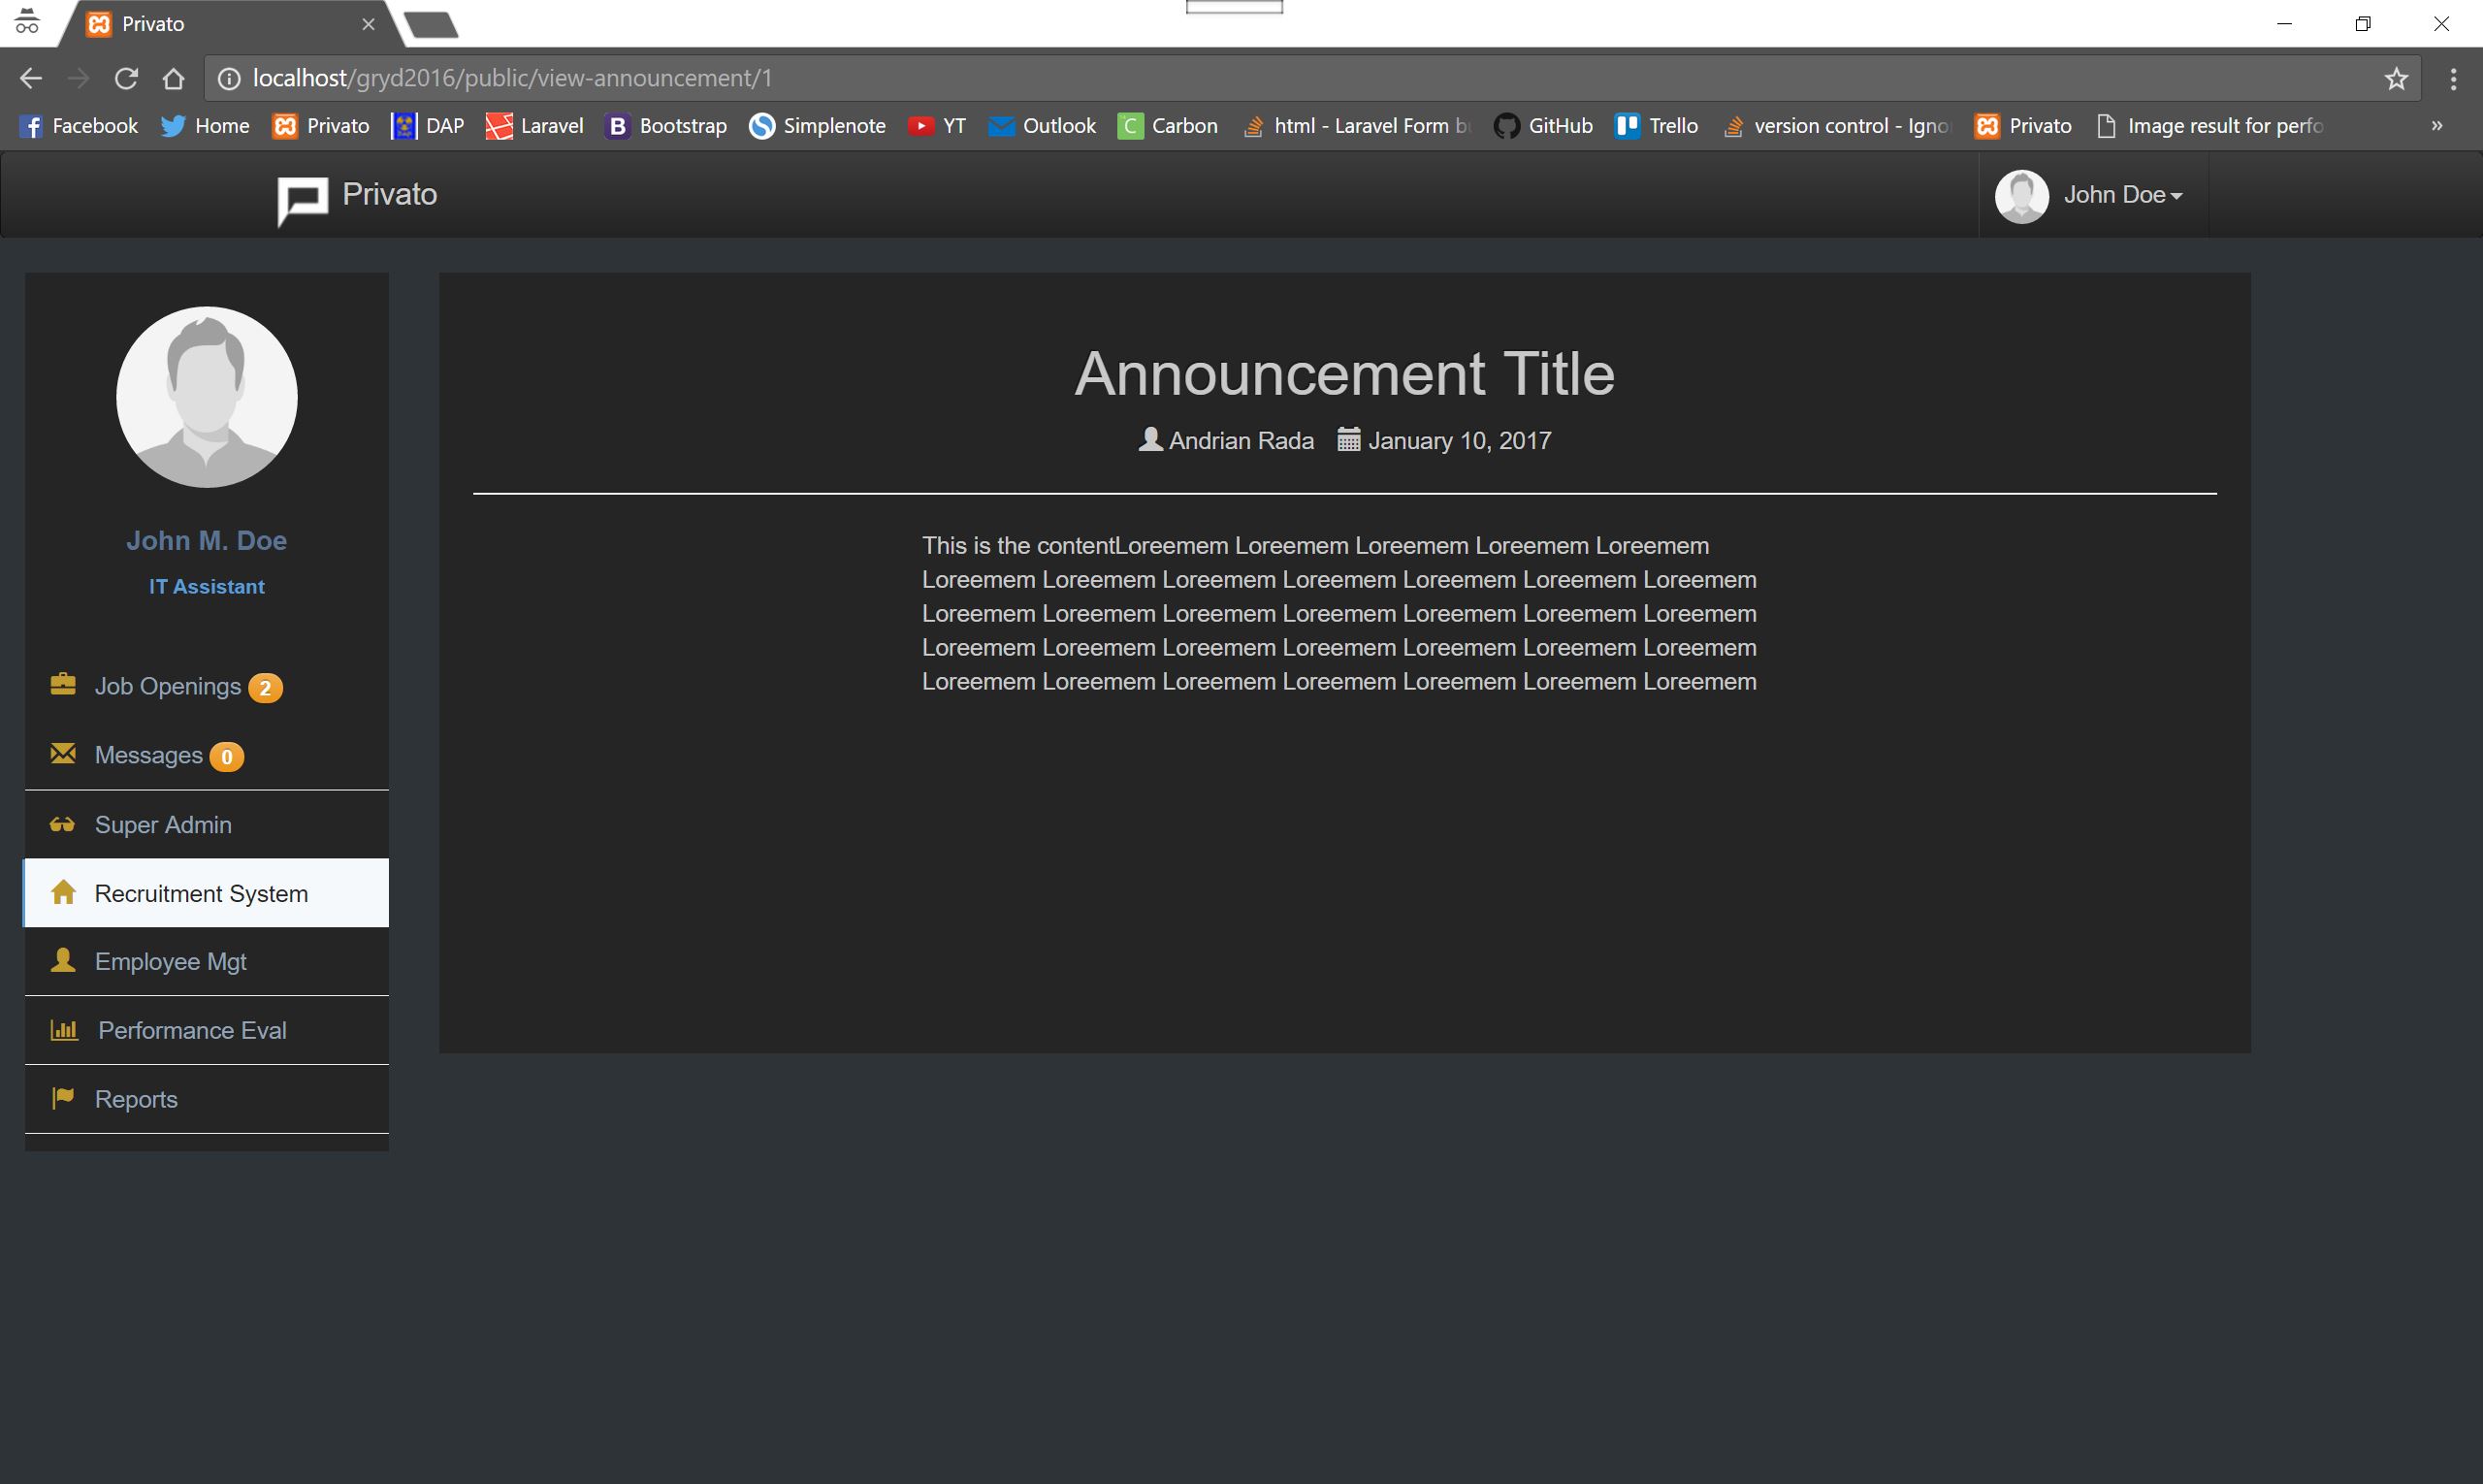 Privato
localhost/gryd2016/public/view-announcement/1
Facebook Home Privato DAP Laravel Bootstrap Simplenote YT Outlook Carbon html - Laravel Form GitHub Trello version control - Privato Image result for
Privato John Doe
John M. Doe
IT Assistant
Job Openings 2
Messages 0
Super Admin
Recruitment System
Employee Mgt
Performance Eval
Reports
Announcement Title
Andrian Rada January 10, 2017
This is the contentLoreemem Loreemem Loreemem Loreemem Loreemem
Loreemem Loreemem Loreemem Loreemem Loreemem Loreemem Loreemem
Loreemem Loreemem Loreemem Loreemem Loreemem Loreemem Loreemem
Loreemem Loreemem Loreemem Loreemem Loreemem Loreemem Loreemem
Loreemem Loreemem Loreemem Loreemem Loreemem Loreemem Loreemem